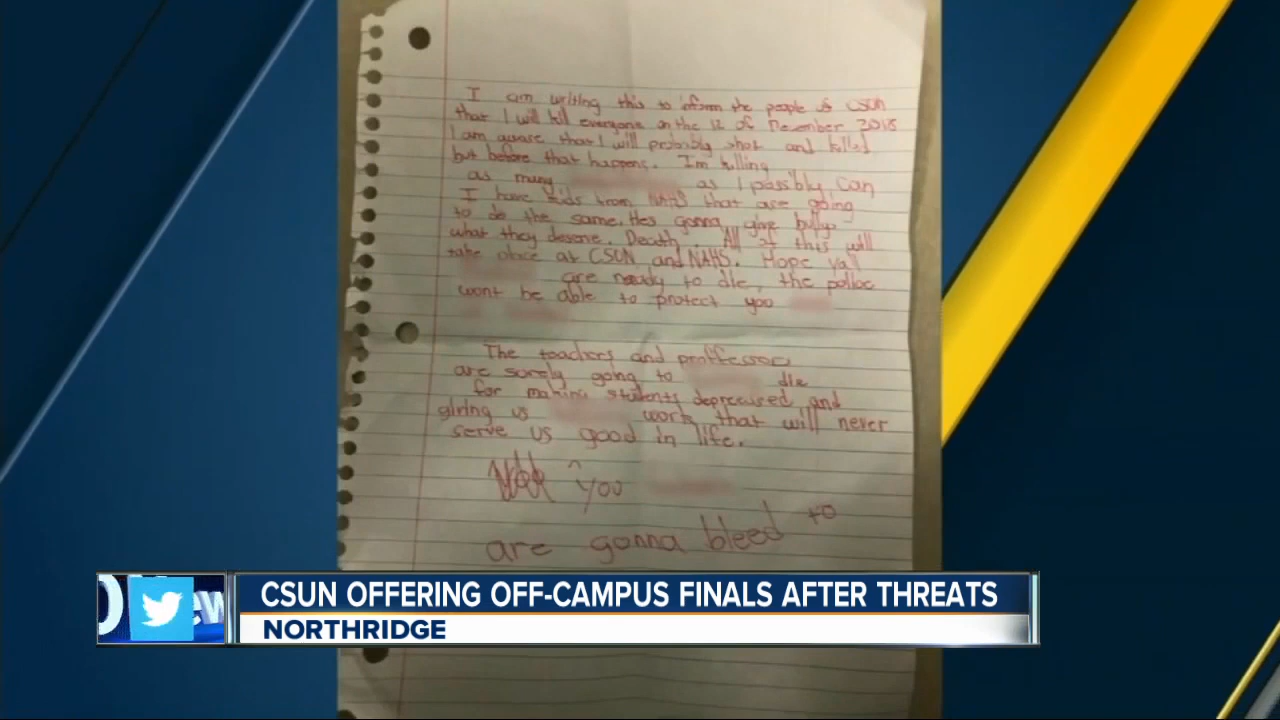 I am writing this to inform the people of CSUN
that I will kill everyone on the 12 of December 2018
I am aware that I will probably shot and killed
but before that happens. I'm killing
as many as I possibly can
I have kids from NAHS that are going
to do the same. Hes gonna give bullys
what they deserve. Death. All of this will
take place at CSUN and NAHS. Hope yall
are ready to die, the police
wont be able to protect you
The teachers and proffessors
are surely going to die
for making students depressed and
giving us work that will never
serve us good in life.
you
are gonna bleed to
CSUN OFFERING OFF-CAMPUS FINALS AFTER THREATS
NORTHRIDGE